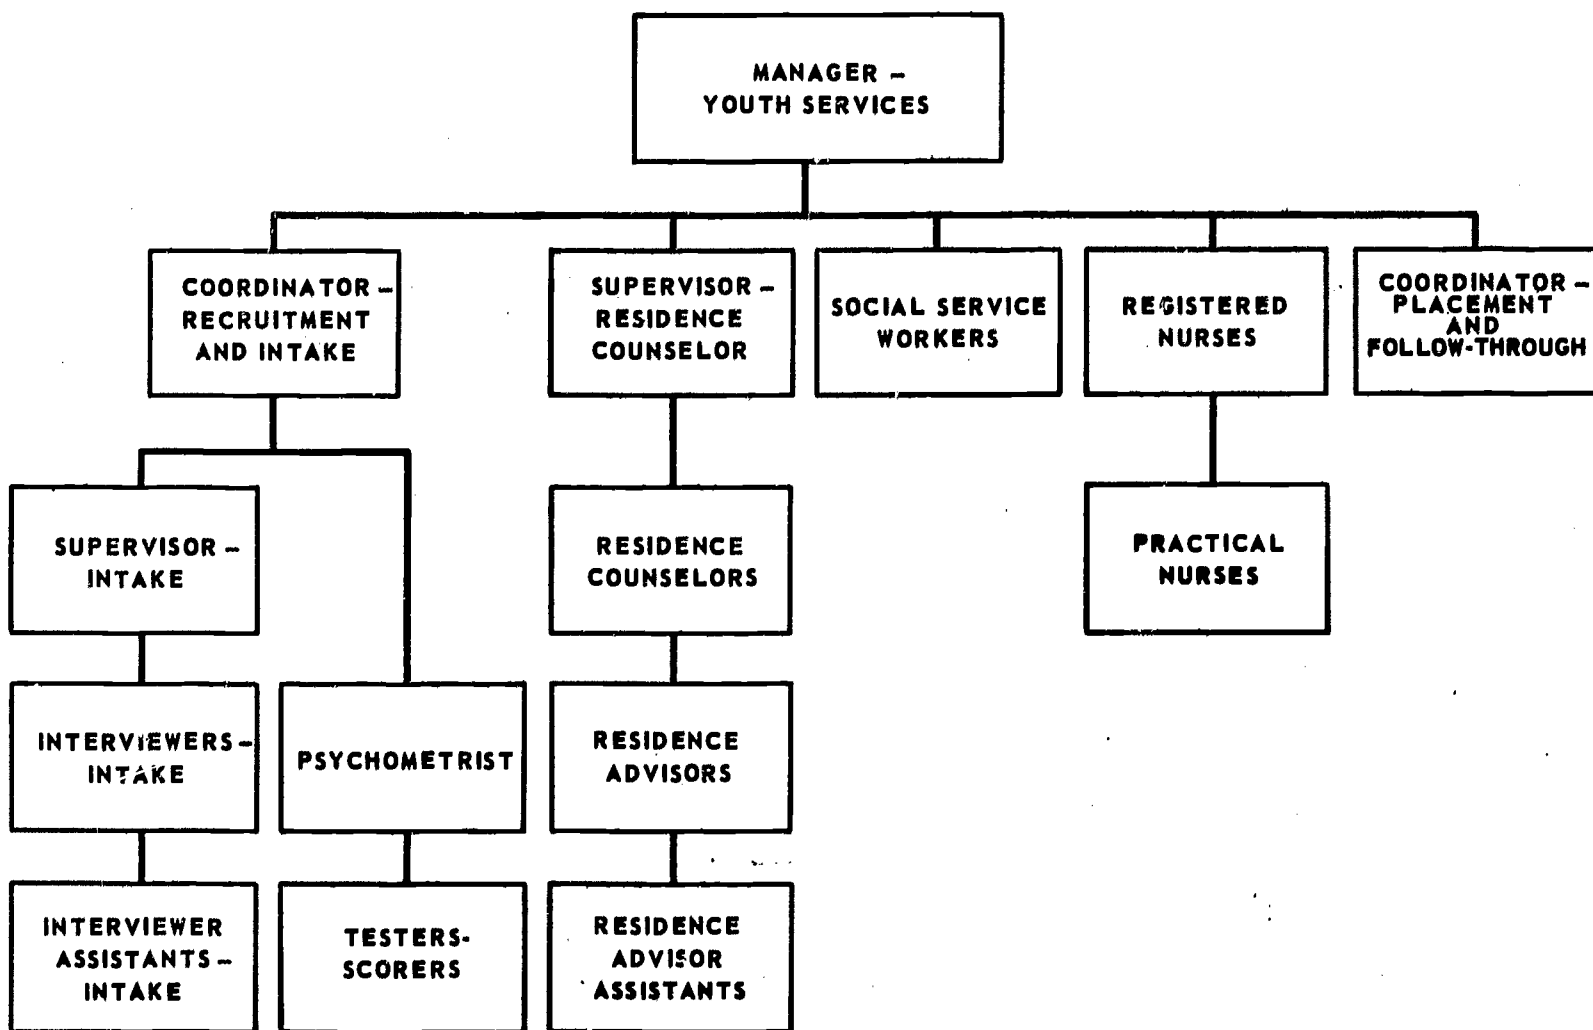 MANAGER –
YOUTH SERVICES
COORDINATOR –
RECRUITMENT
AND INTAKE
SUPERVISOR –
RESIDENCE
COUNSELOR
SOCIAL SERVICE
WORKERS
REGISTERED
NURSES
COORDINATOR –
PLACEMENT
AND
FOLLOW-THROUGH
SUPERVISOR –
INTAKE
RESIDENCE
COUNSELORS
PRACTICAL
NURSES
INTERVIEWERS–
INTAKE
PSYCHOMETRIST
RESIDENCE
ADVISORS
INTERVIEWER
ASSISTANTS –
INTAKE
TESTERS-
SCORERS
RESIDENCE
ADVISOR
ASSISTANTS